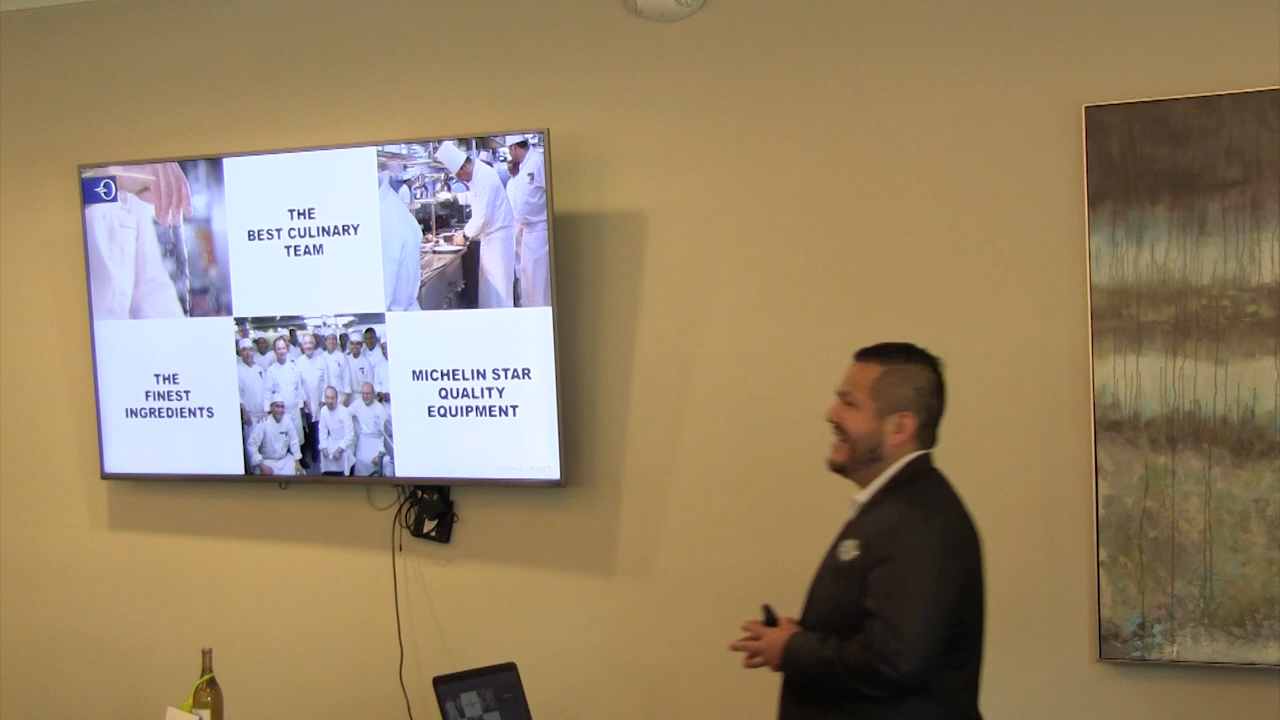 THE
BEST CULINARY
TEAM
THE
FINEST
INGREDIENTS
MICHELIN STAR
QUALITY
EQUIPMENT